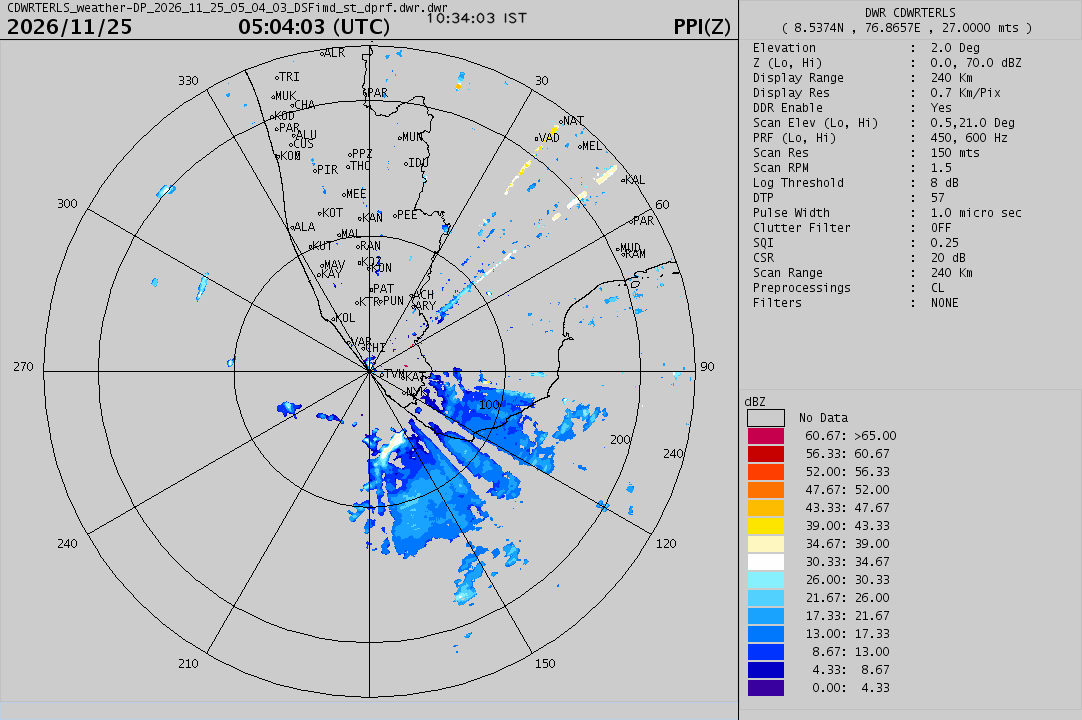 CDWRTERLS_weather-DP_2026_11_25_05_04_03_DSFimd_st_dprf.dwr.dwr
2026/11/25
05:04:03 (UTC)
10:34:03 IST
PPI(Z)
DWR CDWRTERLS
( 8.5374N , 76.8657E , 27.0000 mts )
Elevation : 2.0 Deg
Z (Lo, Hi) : 0.0, 70.0 dBZ
Display Range : 240 Km
Display Res : 0.7 Km/Pix
DDR Enable : Yes
Scan Elev (Lo, Hi) : 0.5,21.0 Deg
PRF (Lo, Hi) : 450, 600 Hz
Scan Res : 150 mts
Scan RPM : 1.5
Log Threshold : 8 dB
DTP : 57
Pulse Width : 1.0 micro sec
Clutter Filter : OFF
SQI : 0.25
CSR : 20 dB
Scan Range : 240 Km
Preprocessings : CL
Filters : NONE
dBZ
No Data
60.67: >65.00
56.33: 60.67
52.00: 56.33
47.67: 52.00
43.33: 47.67
39.00: 43.33
34.67: 39.00
30.33: 34.67
26.00: 30.33
21.67: 26.00
17.33: 21.67
13.00: 17.33
8.67: 13.00
4.33: 8.67
0.00: 4.33
ALR
330
TRI
30
MUK
PAR
CHA
KOD
NAT
PAR
ALU
MUN
VAD
CUS
MEL
PPZ
IDU
THO
PIR
KAL
MEE
300
60
KOT
KAN
PEE
PAR
ALA
MAL
KUT
RAN
MUD
RAM
MAV
KON
KAY
PAT
ACH
KTR
PUN
ARY
KOL
VAR
CHI
270
TVM
KAT
90
NYK
100
200
240
240
120
210
150